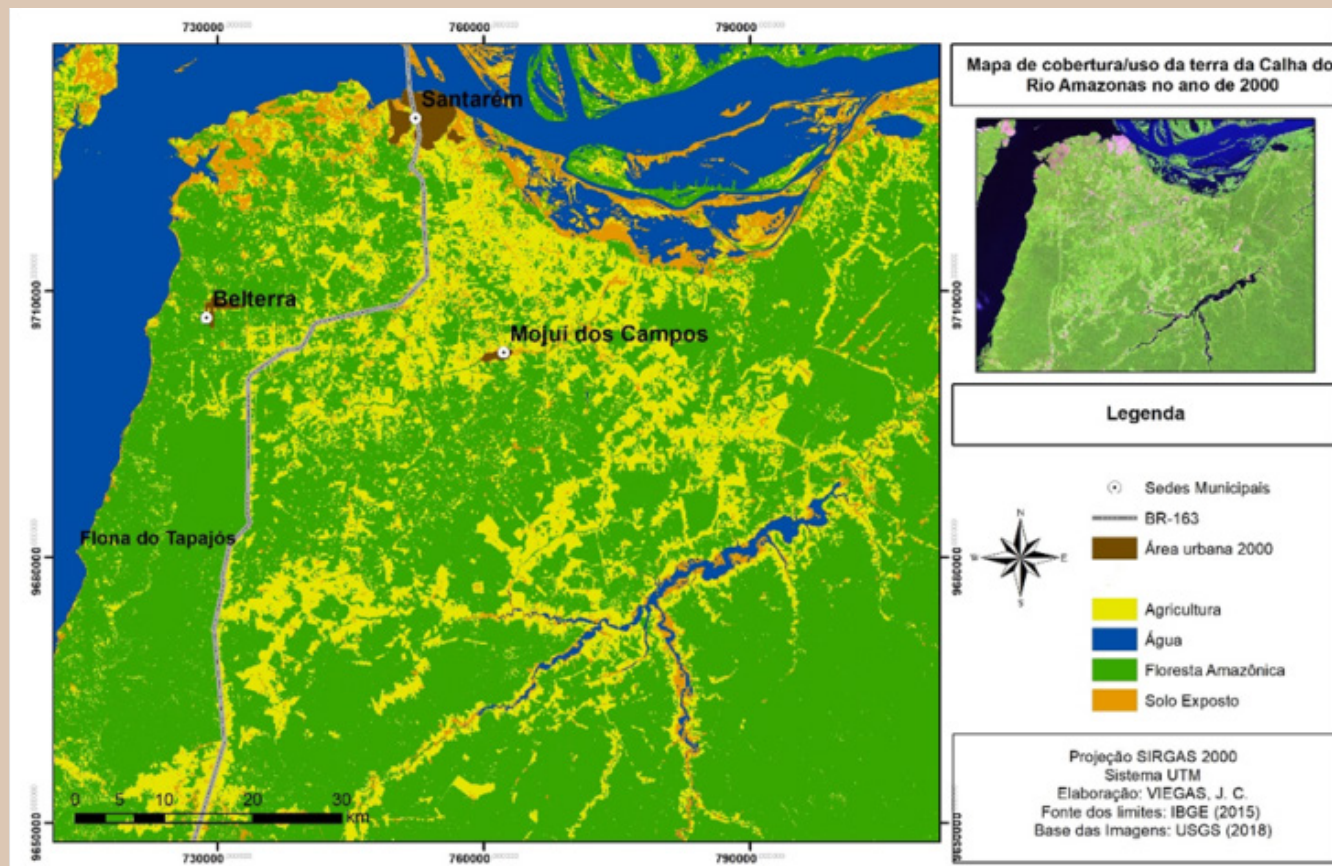 730000
760000
790000
Mapa de cobertura/uso da terra da Calha do
Rio Amazonas no ano de 2000
Santarém
9710000
Belterra
Mojuí dos Campos
9710000
Legenda
Sedes Municipais
BR-163
Área urbana 2000
N
W
E
S
Flona do Tapajós
9680000
9680000
Agricultura
Água
Floresta Amazônica
Solo Exposto
0 5 10 20 30
km
Projeção SIRGAS 2000
Sistema UTM
Elaboração: VIEGAS, J. C.
Fonte dos limites: IBGE (2015)
Base das Imagens: USGS (2018)
9650000
9650000
730000
760000
790000